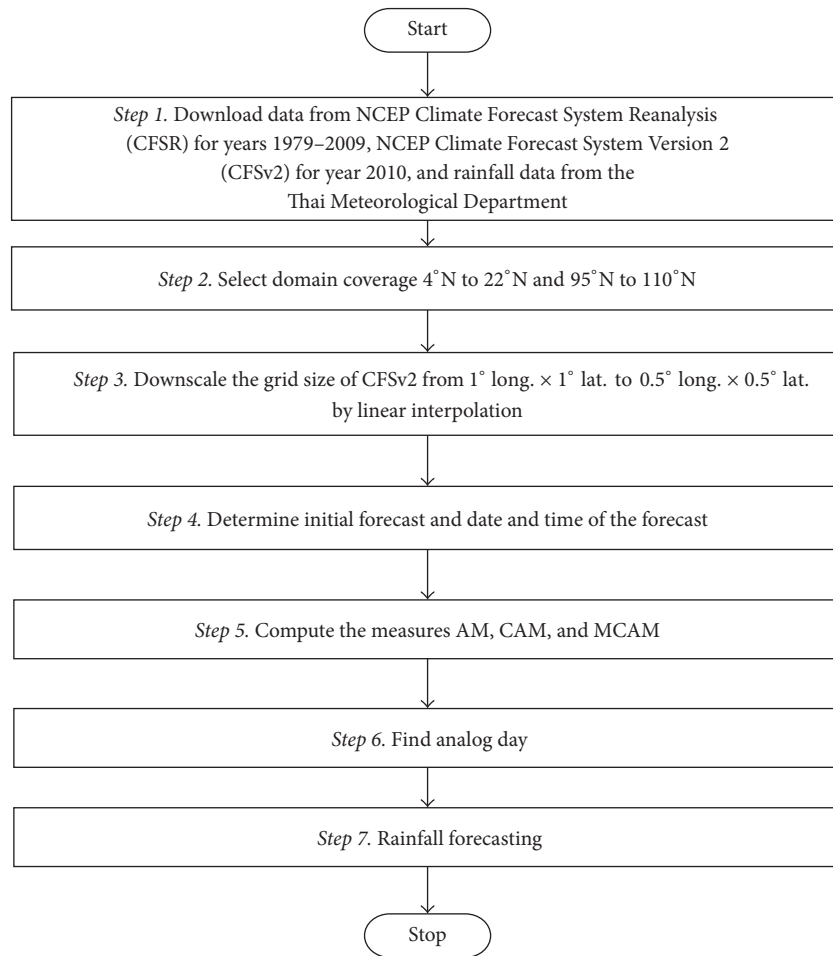 Start
Step 1. Download data from NCEP Climate Forecast System Reanalysis
(CFSR) for years 1979–2009, NCEP Climate Forecast System Version 2
(CFSv2) for year 2010, and rainfall data from the
Thai Meteorological Department
Step 2. Select domain coverage 4°N to 22°N and 95°N to 110°N
Step 3. Downscale the grid size of CFSv2 from 1° long. × 1° lat. to 0.5° long. × 0.5° lat.
by linear interpolation
Step 4. Determine initial forecast and date and time of the forecast
Step 5. Compute the measures AM, CAM, and MCAM
Step 6. Find analog day
Step 7. Rainfall forecasting
Stop